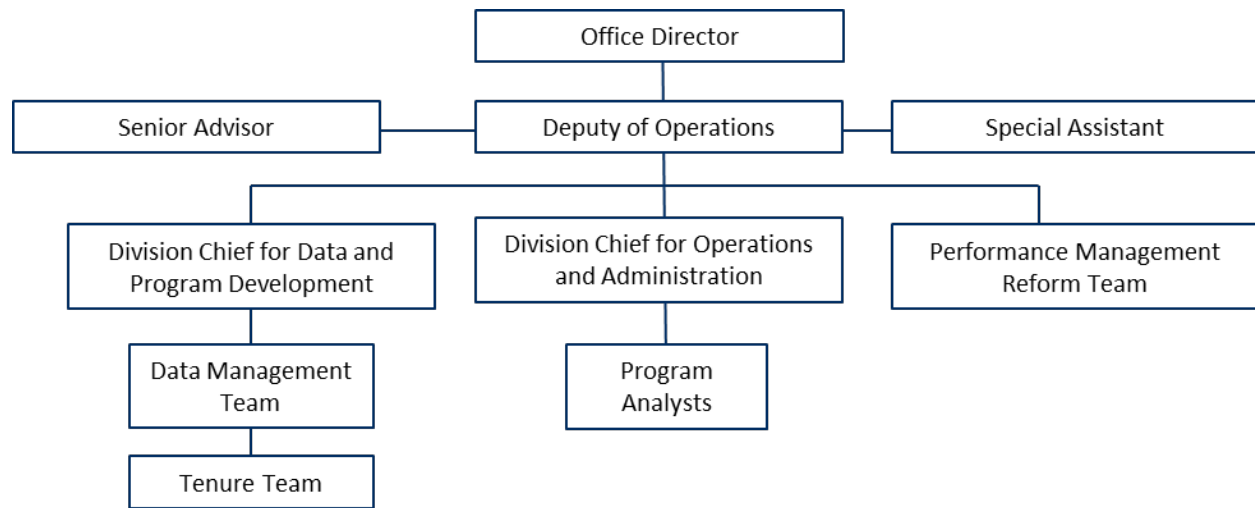 Office Director
Senior Advisor
Deputy of Operations
Special Assistant
Division Chief for Data and
Program Development
Division Chief for Operations
and Administration
Performance Management
Reform Team
Data Management
Team
Program
Analysts
Tenure Team